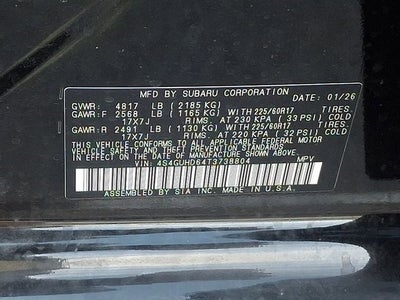 MFD BY SUBARU CORPORATION DATE: 01/26
GVWR: 4817 LB (2185 KG) TIRES
GAWR:F 2568 LB (1165 KG) WITH 225/60R17
17X7J RIMS. AT 230 KPA (33 PSI) COLD
GAWR:R 2491 LB (1130 KG) WITH 225/60R17 TIRES
17X7J RIMS. AT 220 KPA (32 PSI) COLD
THIS VEHICLE CONFORMS TO ALL APPLICABLE FEDERAL MOTOR
VEHICLE SAFETY AND THEFT PREVENTION STANDARDS IN
EFFECT ON THE DATE OF MANUFACTURE SHOWN ABOVE.
VIN: 4S4GUHD64T3738804 MPV
ASSEMBLED BY SIA INC. MADE IN U.S.A.